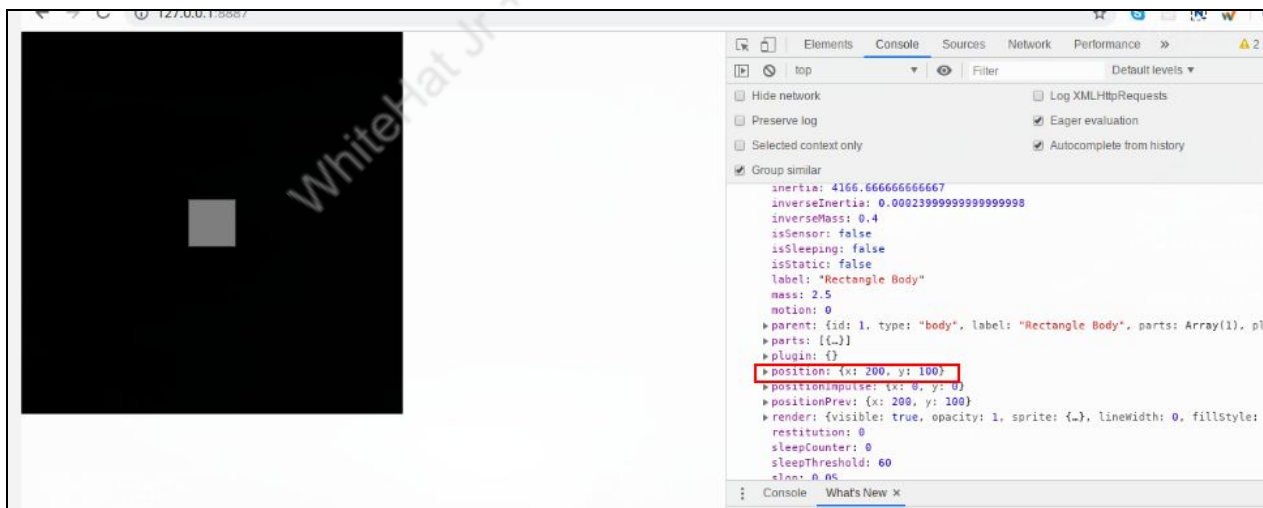 127.0.0.1:8887
WhiteHat Jr
Elements Console Sources Network Performance » 2
top Filter Default levels ▼
Hide network Log XMLHttpRequests
Preserve log Eager evaluation
Selected context only Autocomplete from history
Group similar
inertia: 4166.666666666667
inverseInertia: 0.00023999999999999998
inverseMass: 0.4
isSensor: false
isSleeping: false
isStatic: false
label: "Rectangle Body"
mass: 2.5
motion: 0
▶parent: {id: 1, type: "body", label: "Rectangle Body", parts: Array(1), pl
▶parts: [{…}]
▶plugin: {}
▶position: {x: 200, y: 100}
▶positionImpulse: {x: 0, y: 0}
▶positionPrev: {x: 200, y: 100}
▶render: {visible: true, opacity: 1, sprite: {…}, lineWidth: 0, fillStyle:
restitution: 0
sleepCounter: 0
sleepThreshold: 60
slop: 0.05
Console What's New ×